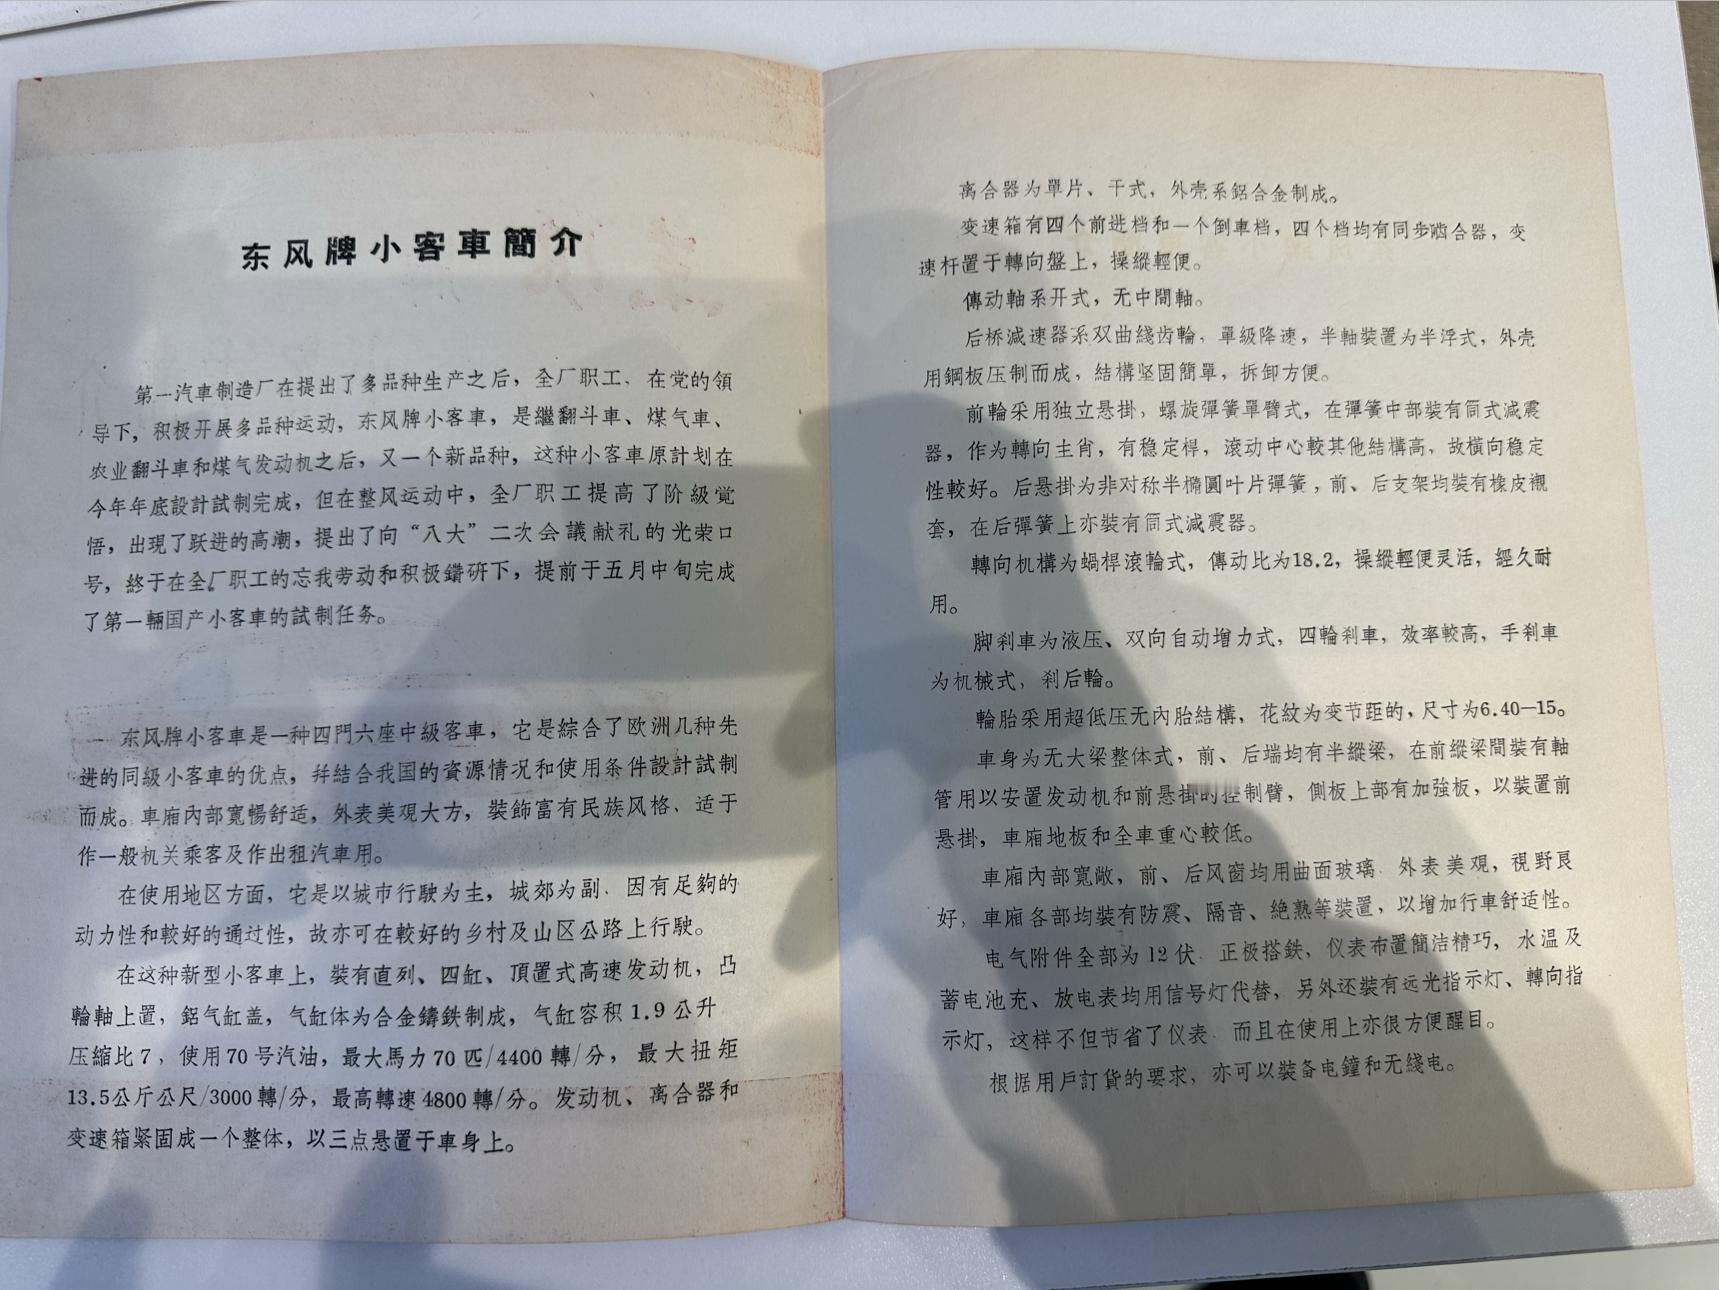 东风牌小客車簡介
第一汽車制造厂在提出了多品种生产之后，全厂职工、在党的領
导下，积极开展多品种运动，东风牌小客車，是繼翻斗車、煤气車、
农业翻斗車和煤气发动机之后，又一个新品种，这种小客車原計划在
今年年底設計試制完成，但在整风运动中，全厂职工提高了阶級覚
悟，出現了跃进的高潮，提出了向“八大”二次会議献礼的光荣口
号，終于在全厂职工的忘我劳动和积极鑽研下，提前于五月中旬完成
了第一輛国产小客車的試制任务。
东风牌小客車是一种四門六座中級客車，它是綜合了欧洲几种先
进的同級小客車的优点，幷結合我国的資源情况和使用条件設計試制
而成。車廂內部寬暢舒适，外表美观大方，裝飾富有民族风格、适于
作一般机关乘客及作出租汽車用。
在使用地区方面，它是以城市行駛为主，城郊为副、因有足夠的
动力性和較好的通过性，故亦可在較好的乡村及山区公路上行駛。
在这种新型小客車上，裝有直列、四缸、頂置式高速发动机，凸
輪軸上置，鋁气缸盖，气缸体为合金鑄鉄制成，气缸容积1.9公升
压縮比7，使用70号汽油，最大馬力70匹/4400轉/分，最大扭矩
13.5公斤公尺/3000轉/分，最高轉速4800轉/分。发动机、离合器和
变速箱紧固成一个整体，以三点悬置于車身上。
离合器为單片、干式，外壳系鋁合金制成。
变速箱有四个前进档和一个倒車档，四个档均有同步啮合器，变
速杆置于轉向盤上，操縱輕便。
傳动軸系开式，无中間軸。
后桥減速器系双曲綫齿輪，單級降速，半軸裝置为半浮式，外壳
用鋼板压制而成，結構坚固簡單，拆卸方便。
前輪采用独立悬掛，螺旋彈簧單臂式，在彈簧中部裝有筒式減震
器，作为轉向主肖，有稳定桿，滚动中心較其他結構高，故橫向稳定
性較好。后悬掛为非对称半橢圓叶片彈簧，前、后支架均裝有橡皮襯
套，在后彈簧上亦裝有筒式減震器。
轉向机構为蝸桿滾輪式，傳动比为18.2，操縱輕便灵活，經久耐
用。
脚刹車为液压、双向自动增力式，四輪刹車，效率較高，手刹車
为机械式，刹后輪。
輪胎采用超低压无內胎結構，花紋为变节距的，尺寸为6.40—15。
車身为无大梁整体式，前、后端均有半縱梁，在前縱梁間裝有軸
管用以安置发动机和前悬掛的控制臂，側板上部有加強板，以裝置前
悬掛，車廂地板和全車重心較低。
車廂內部寬敞，前、后风窗均用曲面玻璃、外表美观，視野良
好，車廂各部均裝有防震、隔音、絶熱等裝置，以增加行車舒适性。
电气附件全部为12伏、正极搭鉄，仪表布置簡洁精巧，水温及
蓄电池充、放电表均用信号灯代替，另外还裝有远光指示灯、轉向指
示灯，这样不但节省了仪表、而且在使用上亦很方便醒目。
根据用戶訂貨的要求，亦可以裝备电鐘和无綫电。